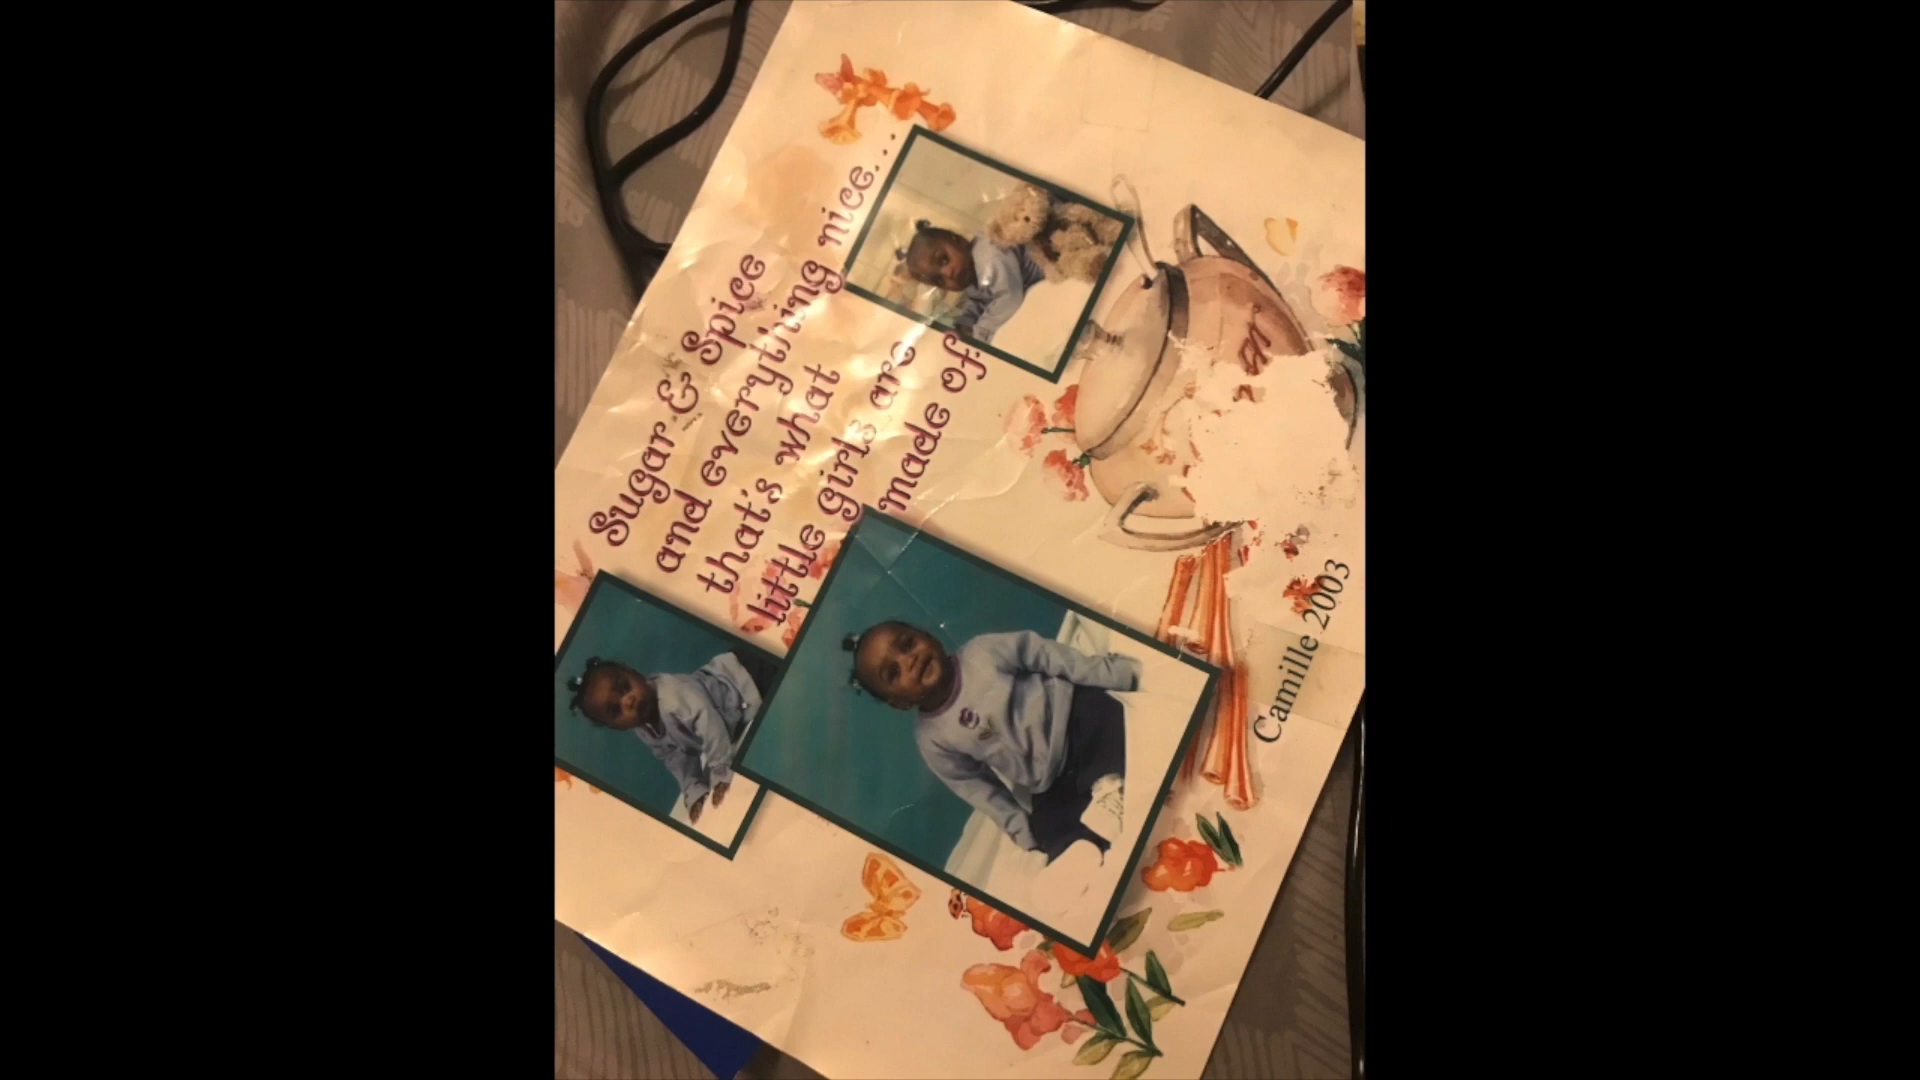 Sugar & Spice
and everything nice...
that's what
little girls are
made of
Camille 2003